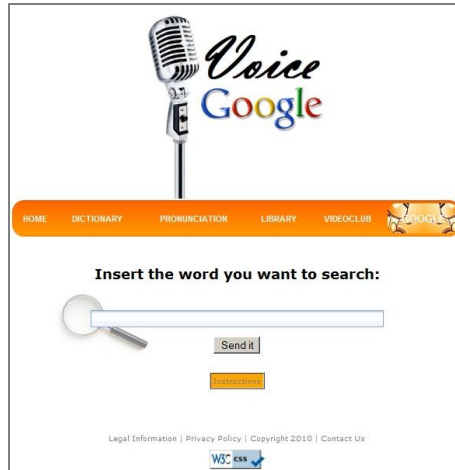 Voice
Google
HOME DICTIONARY PRONUNCIATION LIBRARY VIDEOCLUB GOOGLE
Insert the word you want to search:
Send it
Instructions
Legal Information | Privacy Policy | Copyright 2010 | Contact Us
W3C css